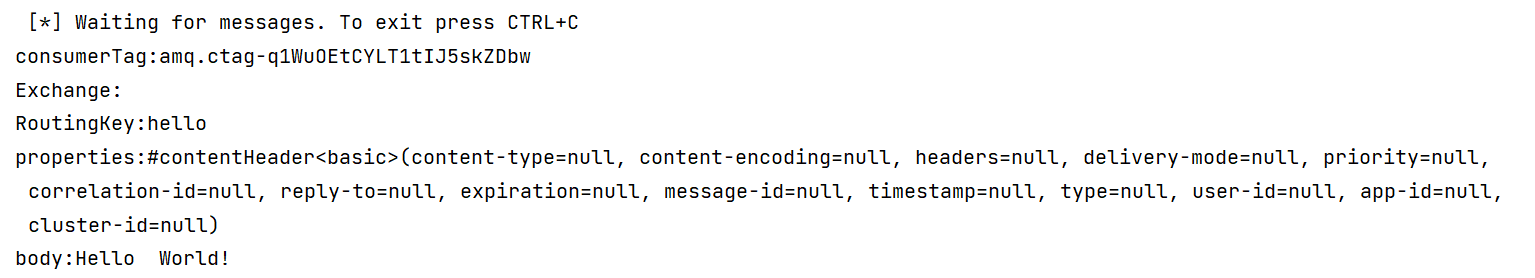 [*] Waiting for messages. To exit press CTRL+C
consumerTag:amq.ctag-q1WuOEtCYLT1tIJ5skZDbw
Exchange:
RoutingKey:hello
properties:#contentHeader<basic>(content-type=null, content-encoding=null, headers=null, delivery-mode=null, priority=null,
correlation-id=null, reply-to=null, expiration=null, message-id=null, timestamp=null, type=null, user-id=null, app-id=null,
cluster-id=null)
body:Hello  World!